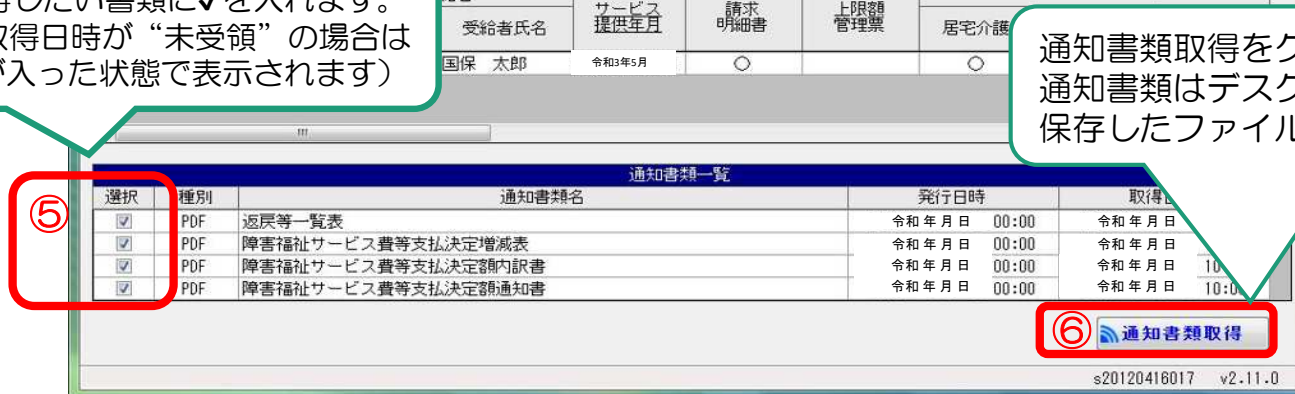 得したい書類に✔を入れます。
取得日時が“未受領”の場合は
が入った状態で表示されます）
受給者氏名 サービス提供年月 請求明細書 上限額管理票 居宅介護
国保 太郎 令和3年5月 ○ ○
通知書類取得をク
通知書類はデスク
保存したファイル
通知書類一覧
選択 種別 通知書類名 発行日時 取得
⑤
PDF 返戻等一覧表 令和 年 月 日 00:00 令和 年 月 日
PDF 障害福祉サービス費等支払決定増減表 令和 年 月 日 00:00 令和 年 月 日
PDF 障害福祉サービス費等支払決定額内訳書 令和 年 月 日 00:00 令和 年 月 日 10
PDF 障害福祉サービス費等支払決定額通知書 令和 年 月 日 00:00 令和 年 月 日 10:0
⑥ 通知書類取得
s20120416017 v2.11.0